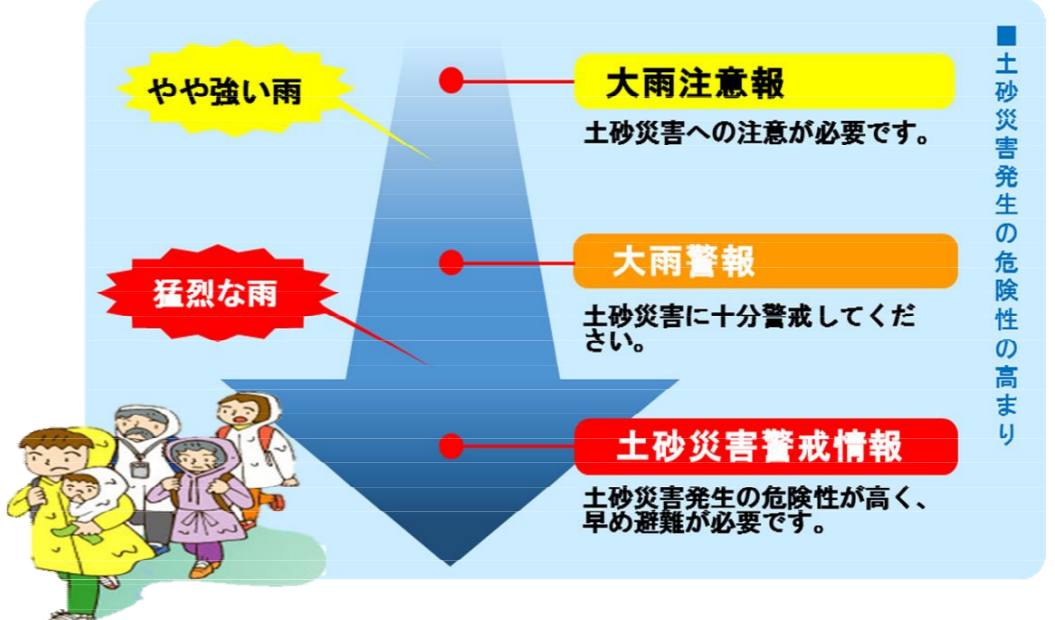 ■土砂災害発生の危険性の高まり
やや強い雨
大雨注意報
土砂災害への注意が必要です。
猛烈な雨
大雨警報
土砂災害に十分警戒してくだ
さい。
土砂災害警戒情報
土砂災害発生の危険性が高く、
早め避難が必要です。